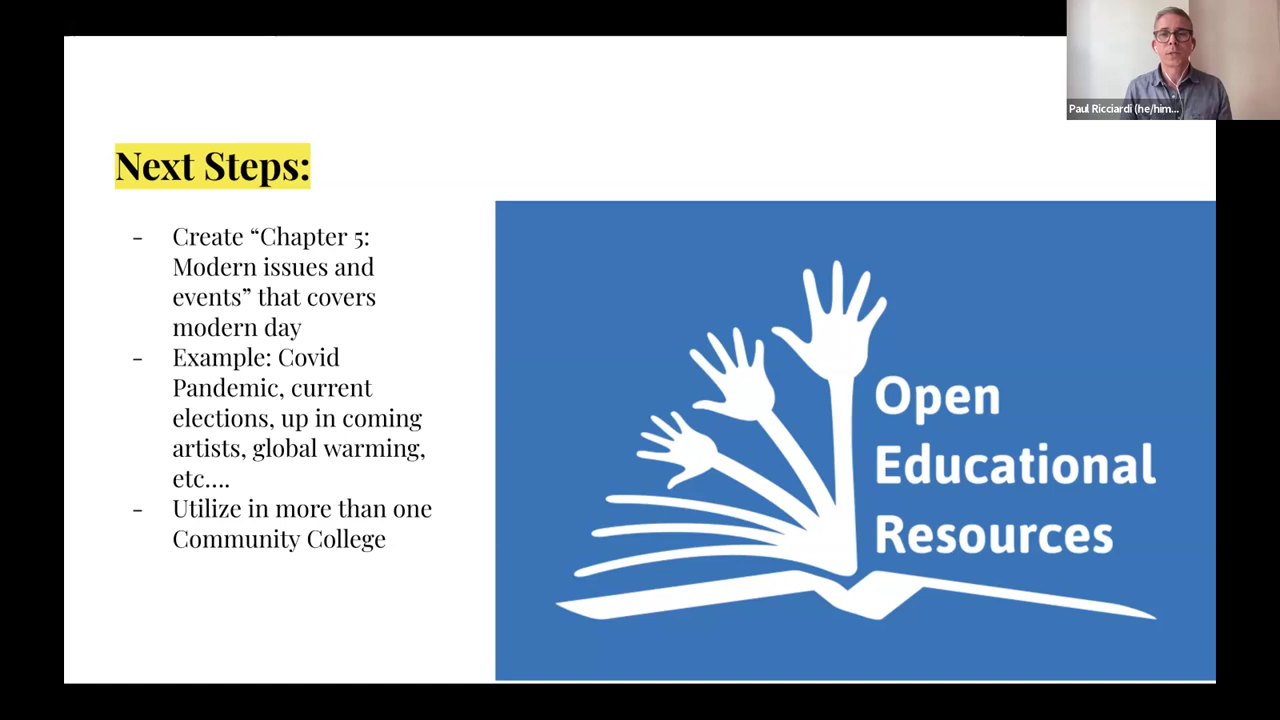 Paul Ricciardi (he/him...
Next Steps:
- Create “Chapter 5:
Modern issues and
events” that covers
modern day
- Example: Covid
Pandemic, current
elections, up in coming
artists, global warming,
etc....
- Utilize in more than one
Community College
Open
Educational
Resources